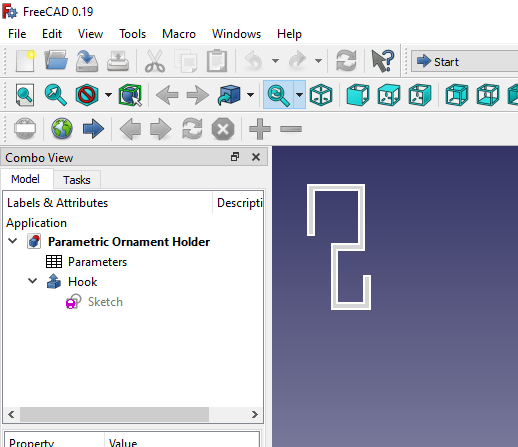 FreeCAD 0.19
File Edit View Tools Macro Windows Help
Start
Combo View
Model Tasks
Labels & Attributes Descripti
Application
Parametric Ornament Holder
Parameters
Hook
Sketch
Property Value